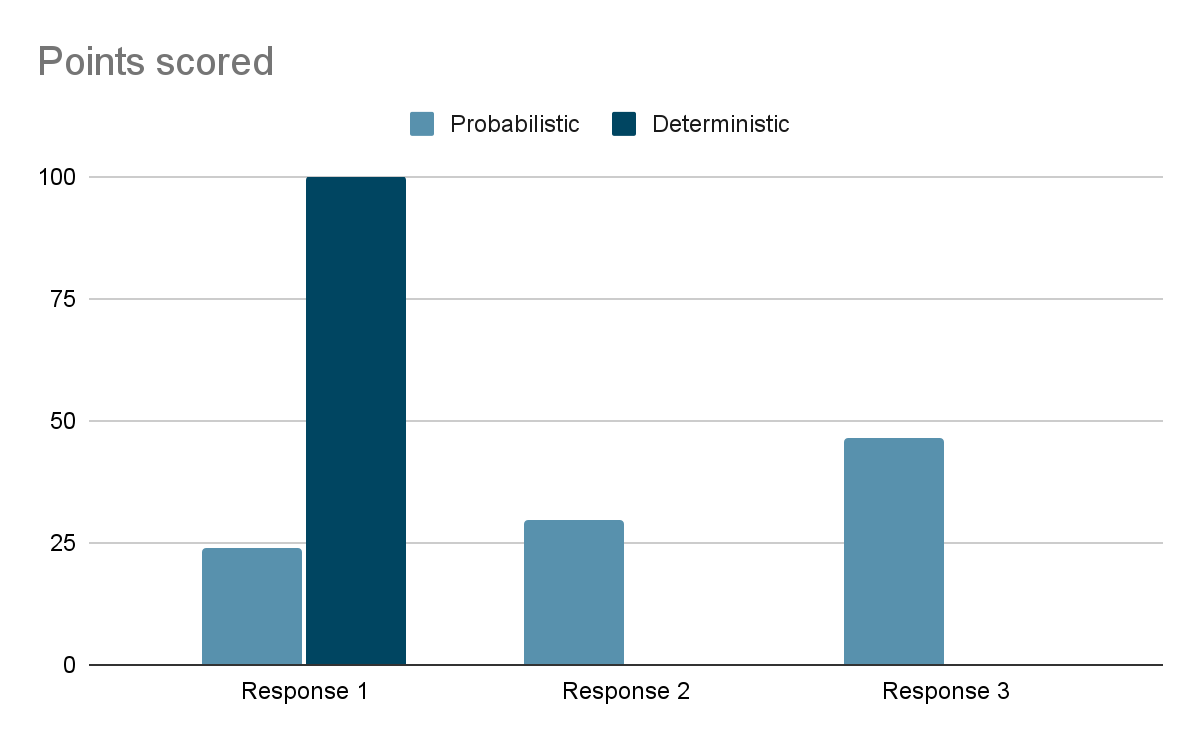 Points scored
Probabilistic Deterministic
100
75
50
25
0
Response 1 Response 2 Response 3